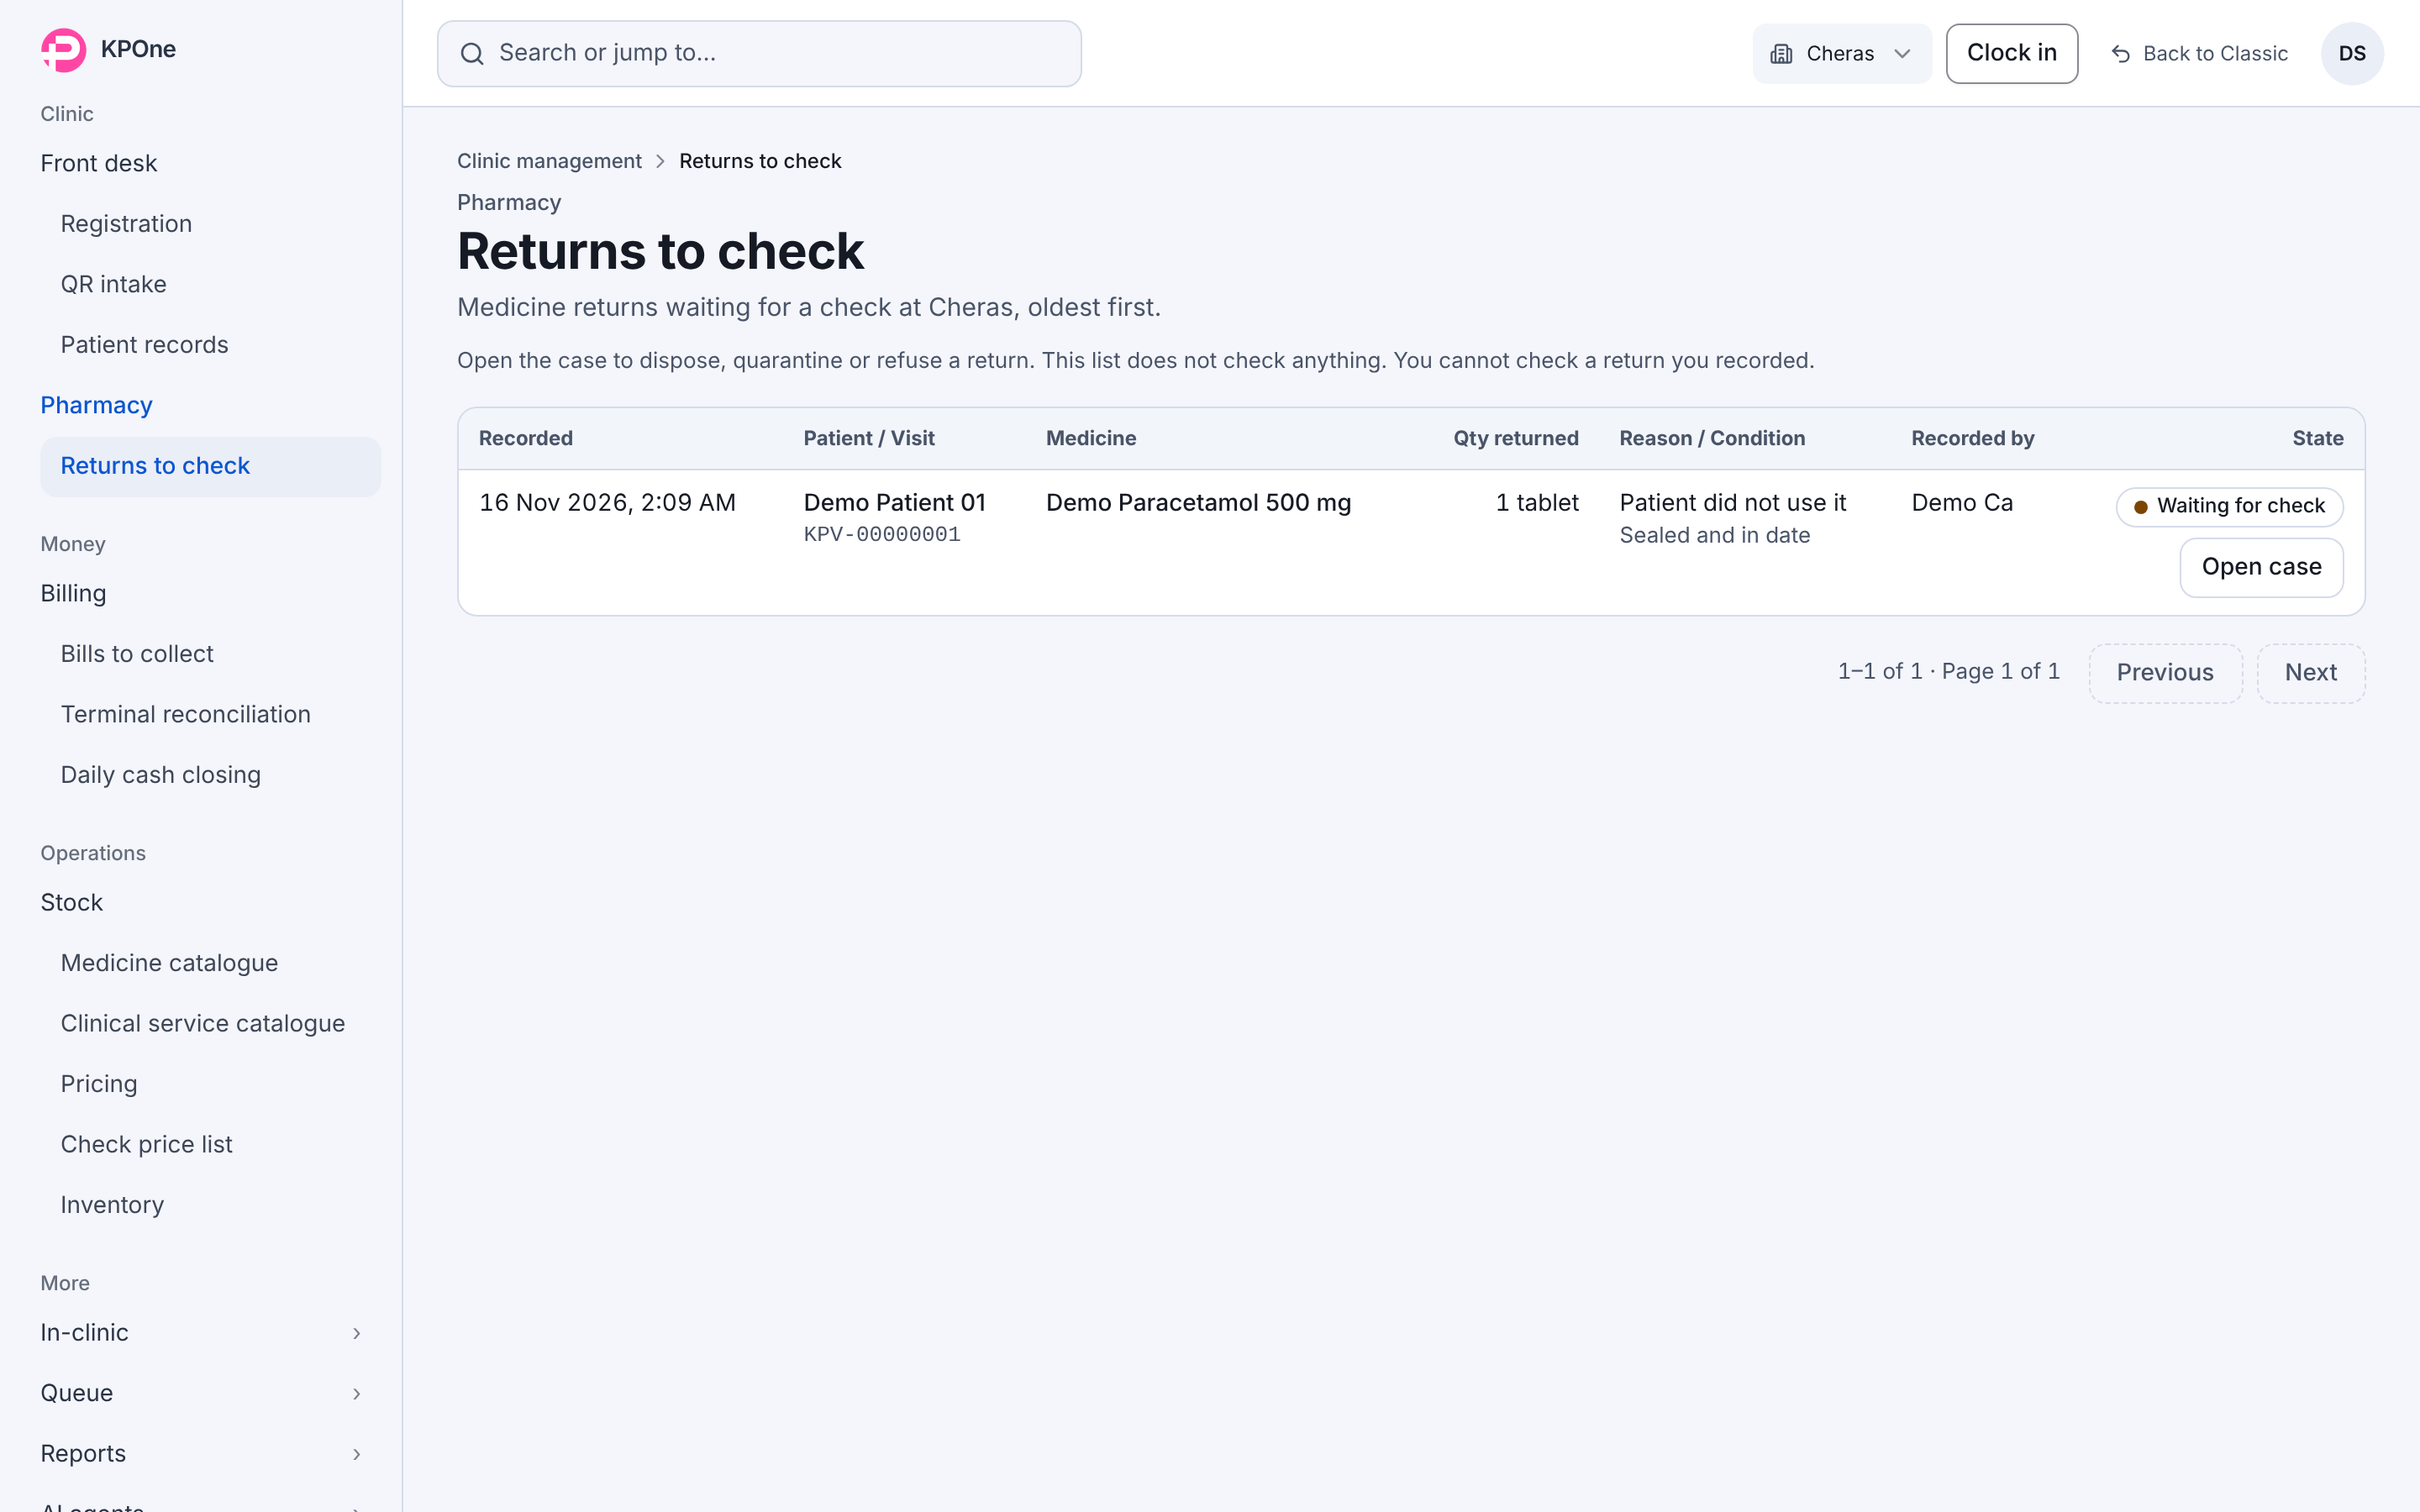 KPOne
Clinic
Front desk
Registration
QR intake
Patient records
Pharmacy
Returns to check
Money
Billing
Bills to collect
Terminal reconciliation
Daily cash closing
Operations
Stock
Medicine catalogue
Clinical service catalogue
Pricing
Check price list
Inventory
More
In-clinic
Queue
Reports
AI agents
Search or jump to...
Cheras
Clock in
Back to Classic
DS
Clinic management > Returns to check
Pharmacy
Returns to check
Medicine returns waiting for a check at Cheras, oldest first.
Open the case to dispose, quarantine or refuse a return. This list does not check anything. You cannot check a return you recorded.
Recorded Patient / Visit Medicine Qty returned Reason / Condition Recorded by State
16 Nov 2026, 2:09 AM Demo Patient 01 Demo Paracetamol 500 mg 1 tablet Patient did not use it Demo Ca Waiting for check
KPV-00000001 Sealed and in date
Open case
1–1 of 1 · Page 1 of 1 Previous Next